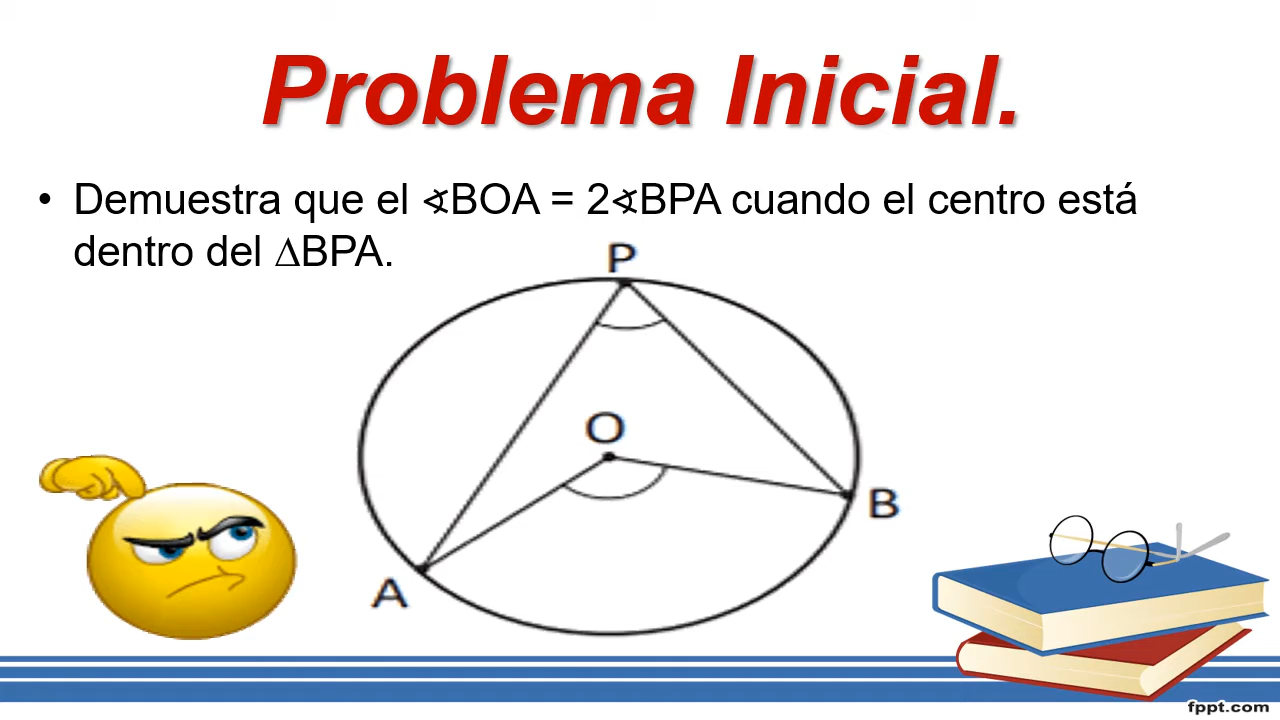 Problema Inicial.
• Demuestra que el ∢BOA = 2∢BPA cuando el centro está
dentro del ∆BPA.
P
O
B
A
fppt.com